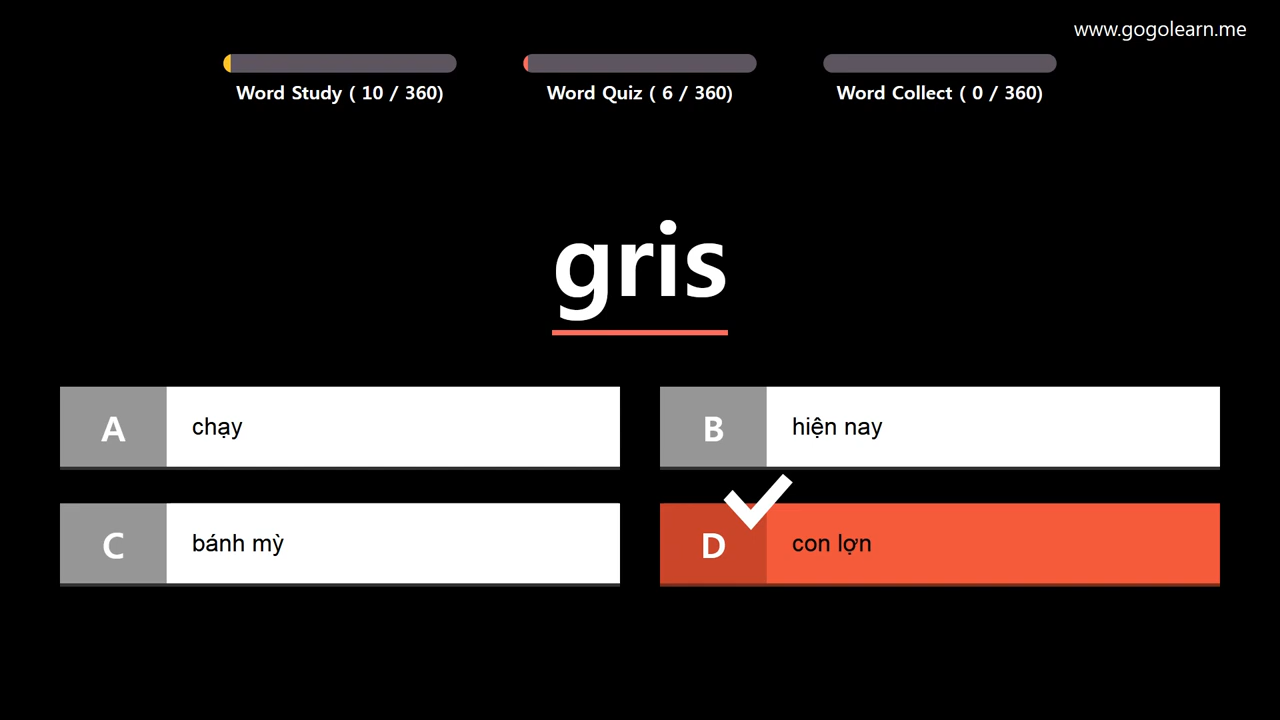 www.gogolearn.me
Word Study ( 10 / 360)
Word Quiz ( 6 / 360)
Word Collect ( 0 / 360)
gris
A chạy
B hiện nay
C bánh mỳ
D con lợn